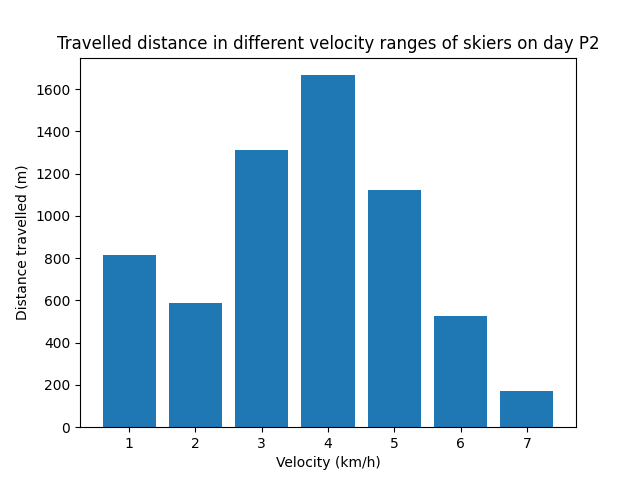 Travelled distance in different velocity ranges of skiers on day P2
1600
1400
1200
1000
800
600
400
200
0
Distance travelled (m)
1 2 3 4 5 6 7
Velocity (km/h)